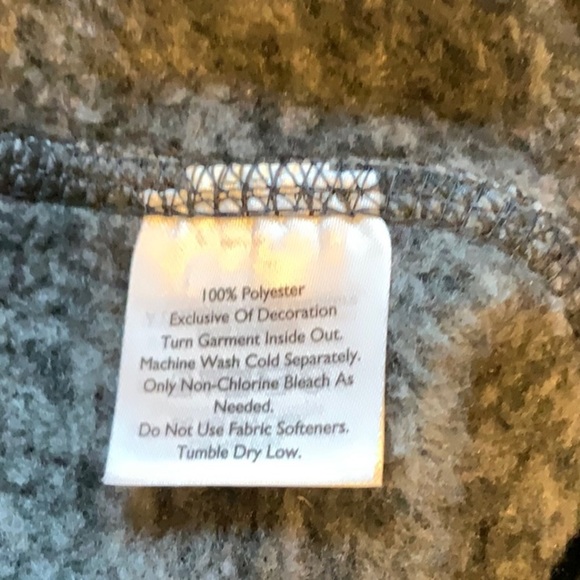 100% Polyester
Exclusive Of Decoration
Turn Garment Inside Out.
Machine Wash Cold Separately.
Only Non-Chlorine Bleach As
Needed.
Do Not Use Fabric Softeners.
Tumble Dry Low.